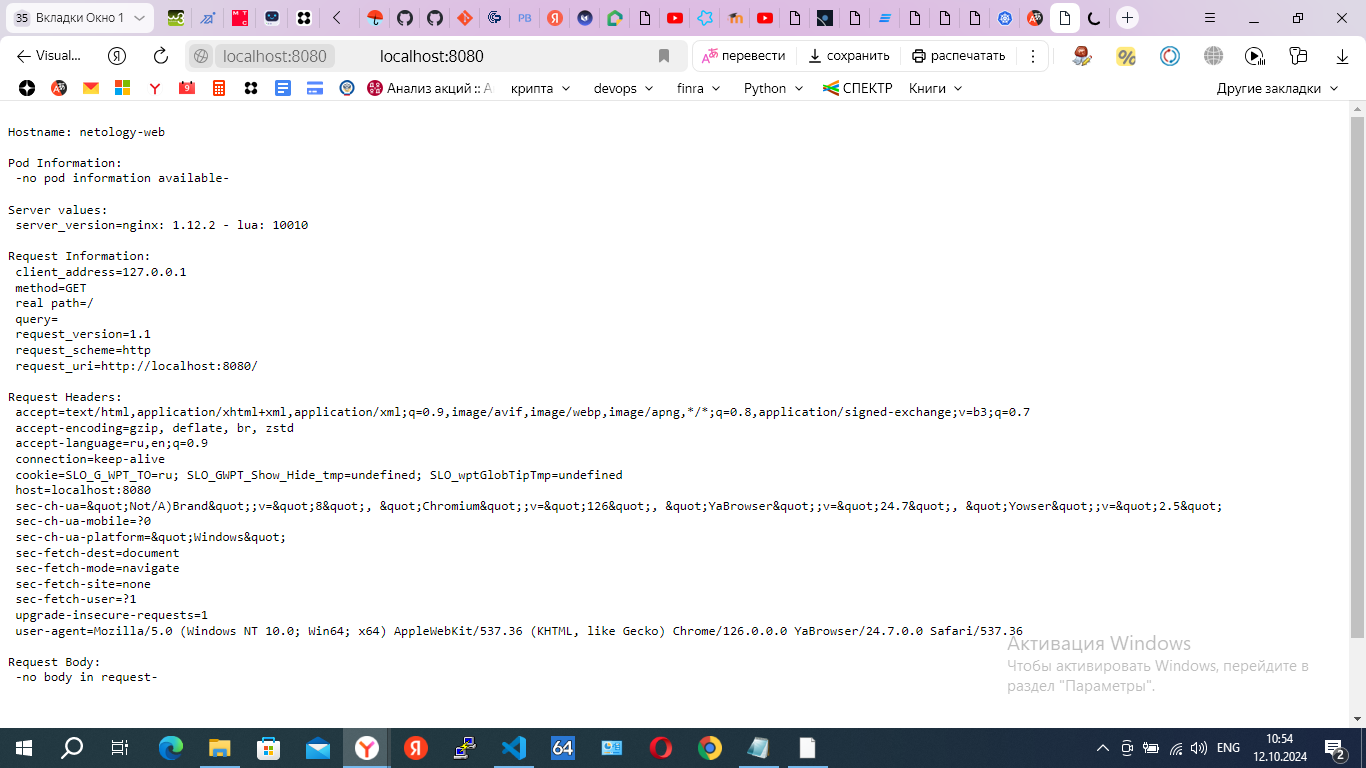 35 Вкладки Окно 1
Visual...
localhost:8080
localhost:8080
перевести
сохранить
распечатать
Анализ акций :: А
крипта
devops
finra
Python
СПЕКТР
Книги
Другие закладки
Hostname: netology-web
Pod Information:
-no pod information available-
Server values:
server_version=nginx: 1.12.2 - lua: 10010
Request Information:
client_address=127.0.0.1
method=GET
real path=/
query=
request_version=1.1
request_scheme=http
request_uri=http://localhost:8080/
Request Headers:
accept=text/html,application/xhtml+xml,application/xml;q=0.9,image/avif,image/webp,image/apng,*/*;q=0.8,application/signed-exchange;v=b3;q=0.7
accept-encoding=gzip, deflate, br, zstd
accept-language=ru,en;q=0.9
connection=keep-alive
cookie=SLO_G_WPT_TO=ru; SLO_GWPT_Show_Hide_tmp=undefined; SLO_wptGlobTipTmp=undefined
host=localhost:8080
sec-ch-ua=&quot;Not/A)Brand&quot;;v=&quot;8&quot;, &quot;Chromium&quot;;v=&quot;126&quot;, &quot;YaBrowser&quot;;v=&quot;24.7&quot;, &quot;Yowser&quot;;v=&quot;2.5&quot;
sec-ch-ua-mobile=?0
sec-ch-ua-platform=&quot;Windows&quot;
sec-fetch-dest=document
sec-fetch-mode=navigate
sec-fetch-site=none
sec-fetch-user=?1
upgrade-insecure-requests=1
user-agent=Mozilla/5.0 (Windows NT 10.0; Win64; x64) AppleWebKit/537.36 (KHTML, like Gecko) Chrome/126.0.0.0 YaBrowser/24.7.0.0 Safari/537.36
Request Body:
-no body in request-
Активация Windows
Чтобы активировать Windows, перейдите в
раздел "Параметры".
64
ENG
10:54
12.10.2024
2